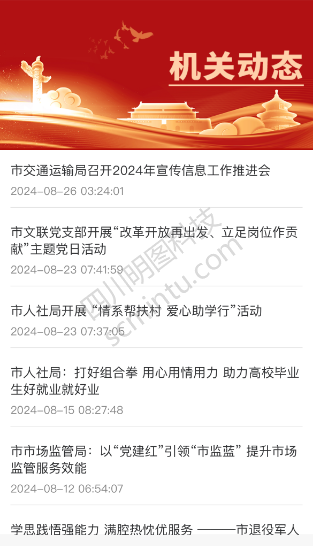 机关动态
市交通运输局召开2024年宣传信息工作推进会
2024-08-26 03:24:01
市文联党支部开展“改革开放再出发、立足岗位作贡
献”主题党日活动
2024-08-23 07:41:59
市人社局开展 “情系帮扶村 爱心助学行”活动
2024-08-23 07:37:05
市人社局：打好组合拳 用心用情用力 助力高校毕业
生好就业就好业
2024-08-15 08:27:48
市市场监管局：以“党建红”引领“市监蓝” 提升市场
监管服务效能
2024-08-12 06:54:07
学思践悟强能力 满腔热忱优服务 ———市退役军人
四川明图科技
scmintu.com